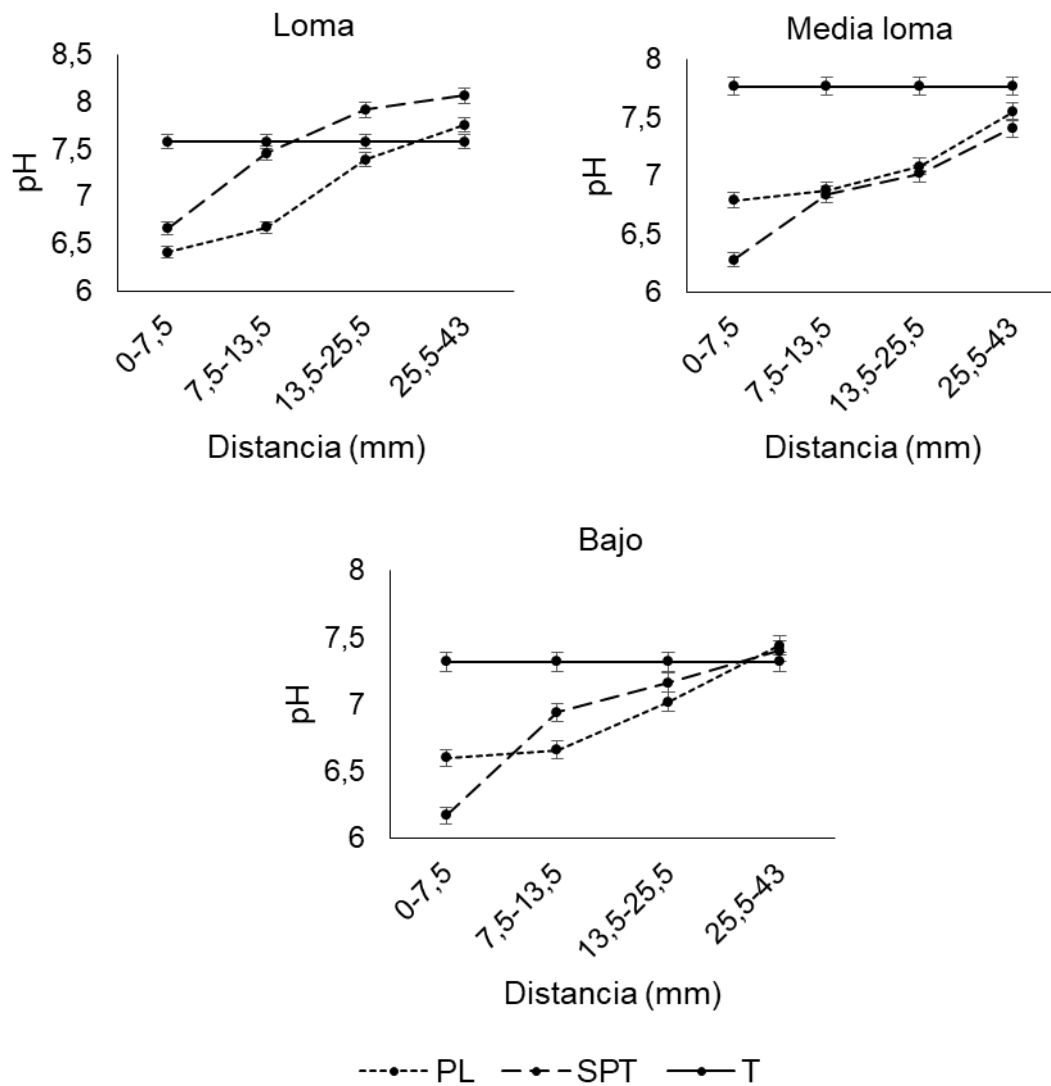 Loma
8,5
8
7,5
7
6,5
6
pH
0-7,5
7,5-13,5
13,5-25,5
25,5-43
Distancia (mm)
Media loma
8
7,5
7
6,5
6
pH
0-7,5
7,5-13,5
13,5-25,5
25,5-43
Distancia (mm)
Bajo
8
7,5
7
6,5
6
pH
0-7,5
7,5-13,5
13,5-25,5
25,5-43
Distancia (mm)
PL SPT T